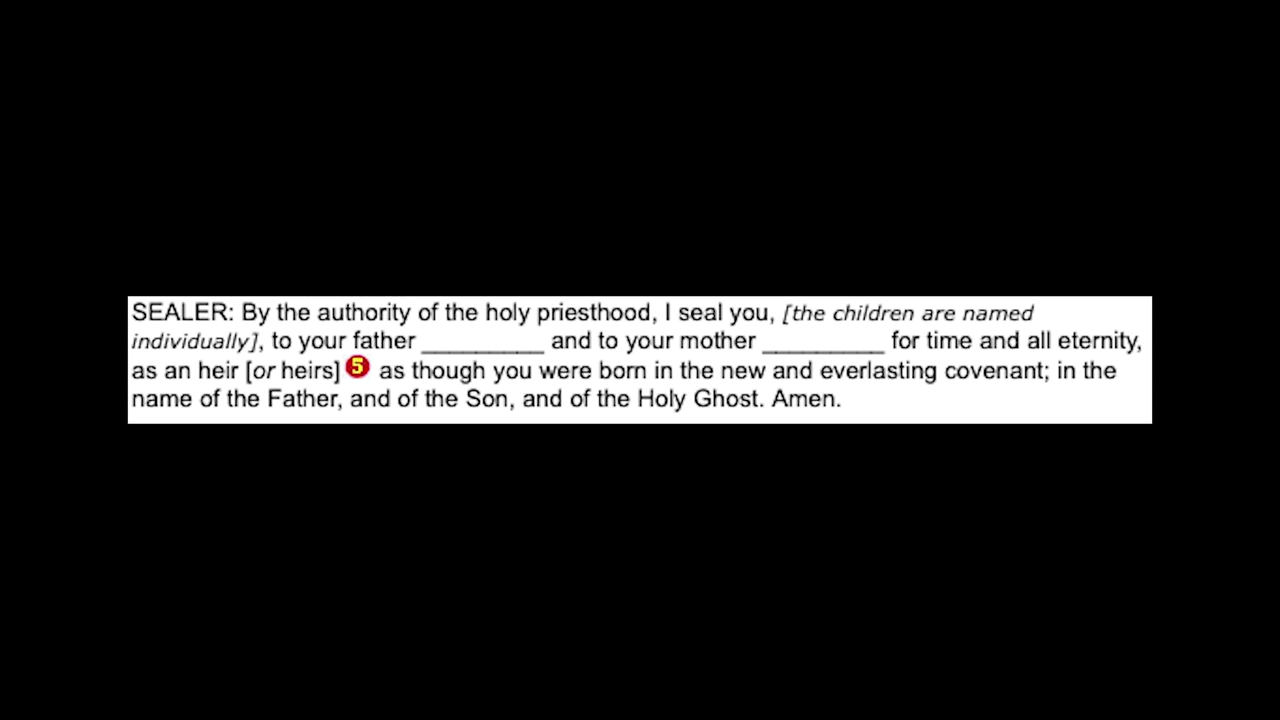 SEALER: By the authority of the holy priesthood, I seal you, [the children are named
individually], to your father _________ and to your mother _________ for time and all eternity,
as an heir [or heirs] 5 as though you were born in the new and everlasting covenant; in the
name of the Father, and of the Son, and of the Holy Ghost. Amen.